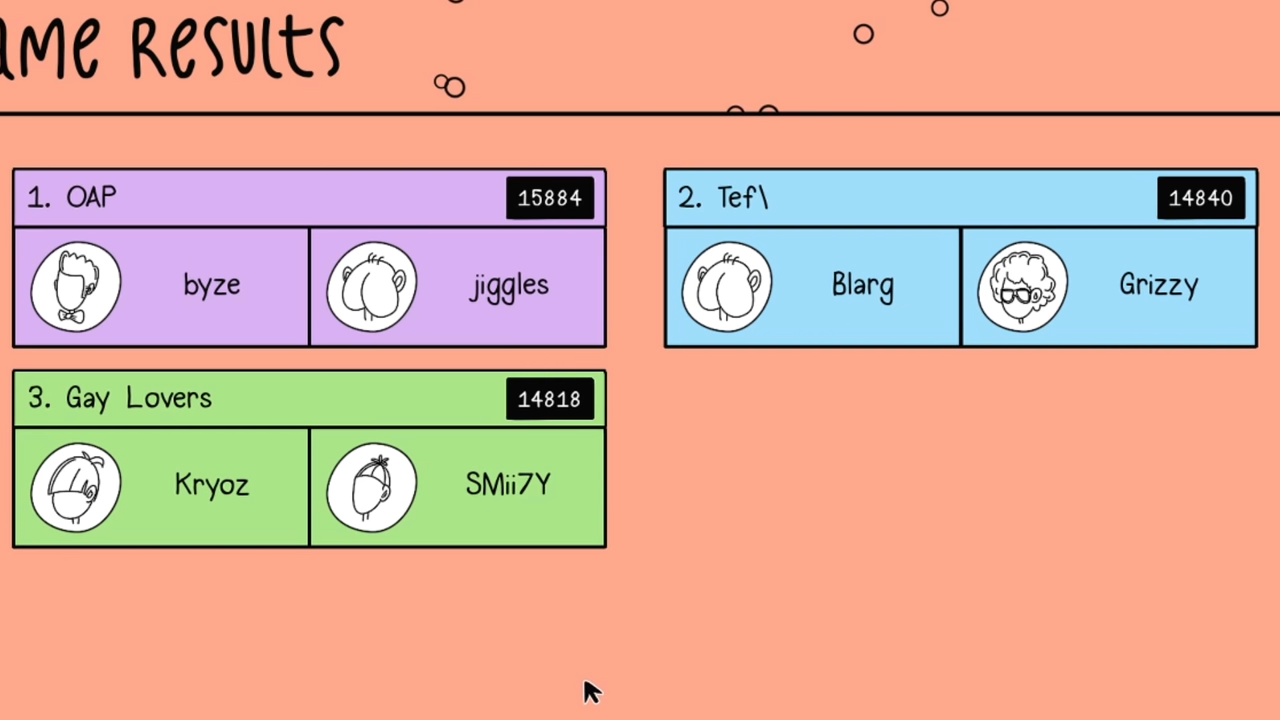 ame Results
1. OAP 15884
byze jiggles
2. Tef\ 14840
Blarg Grizzy
3. Gay Lovers 14818
Kryoz SMii7Y